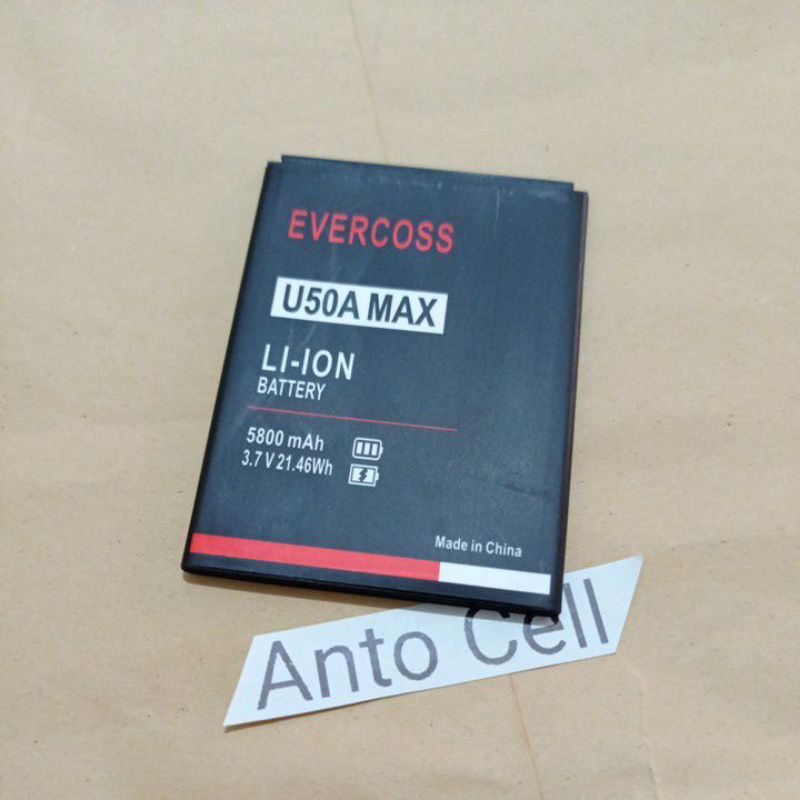 EVERCOSS
U50A MAX
LI-ION
BATTERY
5800 mAh
3.7 V 21.46Wh
Made in China
Anto Cell